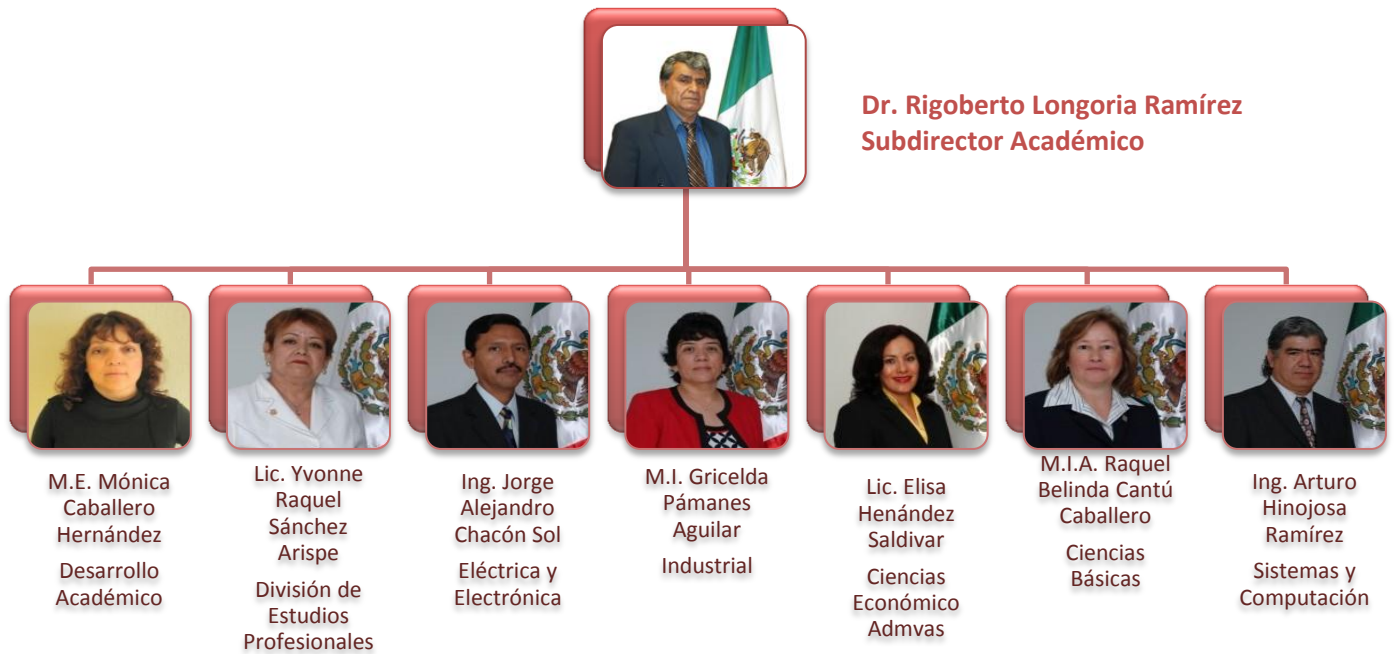 Dr. Rigoberto Longoria Ramírez
Subdirector Académico
M.E. Mónica
Caballero
Hernández
Desarrollo
Académico
Lic. Yvonne
Raquel
Sánchez
Arispe
División de
Estudios
Profesionales
Ing. Jorge
Alejandro
Chacón Sol
Eléctrica y
Electrónica
M.I. Gricelda
Pámanes
Aguilar
Industrial
Lic. Elisa
Henández
Saldivar
Ciencias
Económico
Admvas
M.I.A. Raquel
Belinda Cantú
Caballero
Ciencias
Básicas
Ing. Arturo
Hinojosa
Ramírez
Sistemas y
Computación